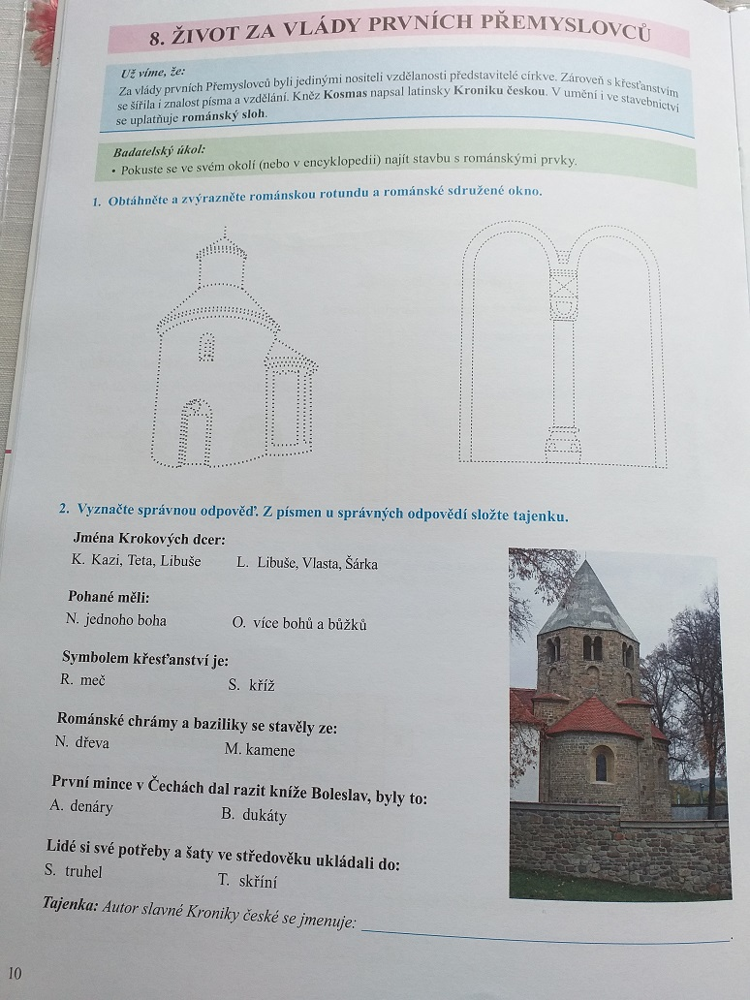 8. ŽIVOT ZA VLÁDY PRVNÍCH PŘEMYSLOVCŮ
Už víme, že:
Za vlády prvních Přemyslovců byli jedinými nositeli vzdělanosti představitelé církve. Zároveň s křesťanstvím
se šířila i znalost písma a vzdělání. Kněz Kosmas napsal latinsky Kroniku českou. V umění i ve stavebnictví
se uplatňuje románský sloh.
Badatelský úkol:
• Pokuste se ve svém okolí (nebo v encyklopedii) najít stavbu s románskými prvky.
1. Obtáhněte a zvýrazněte románskou rotundu a románské sdružené okno.
2. Vyznačte správnou odpověď. Z písmen u správných odpovědí složte tajenku.
Jména Krokových dcer:
K. Kazi, Teta, Libuše L. Libuše, Vlasta, Šárka
Pohané měli:
N. jednoho boha O. více bohů a bůžků
Symbolem křesťanství je:
R. meč S. kříž
Románské chrámy a baziliky se stavěly ze:
N. dřeva M. kamene
První mince v Čechách dal razit kníže Boleslav, byly to:
A. denáry B. dukáty
Lidé si své potřeby a šaty ve středověku ukládali do:
S. truhel T. skříní
Tajenka: Autor slavné Kroniky české se jmenuje: .
10